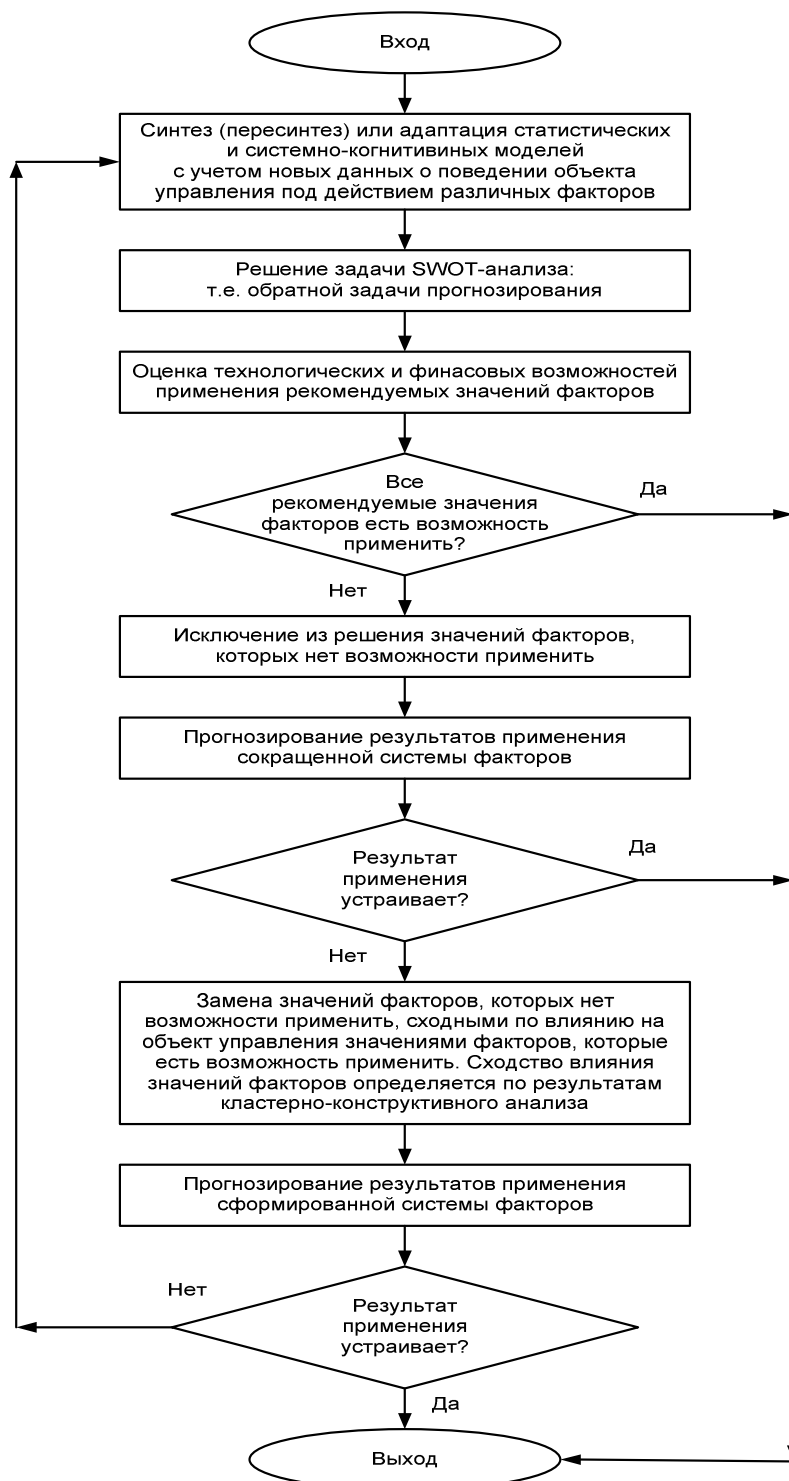 Вход
Синтез (пересинтез) или адаптация статистических
и системно-когнитивиных моделей
с учетом новых данных о поведении объекта
управления под действием различных факторов
Решение задачи SWOT-анализа:
т.е. обратной задачи прогнозирования
Оценка технологических и финасовых возможностей
применения рекомендуемых значений факторов
Все
рекомендуемые значения
факторов есть возможность
применить?
Да
Нет
Исключение из решения значений факторов,
которых нет возможности применить
Прогнозирование результатов применения
сокращенной системы факторов
Результат
применения
устраивает?
Да
Нет
Замена значений факторов, которых нет
возможности применить, сходными по влиянию на
объект управления значениями факторов, которые
есть возможность применить. Сходство влияния
значений факторов определяется по результатам
кластерно-конструктивного анализа
Прогнозирование результатов применения
сформированной системы факторов
Нет
Результат
применения
устраивает?
Да
Выход